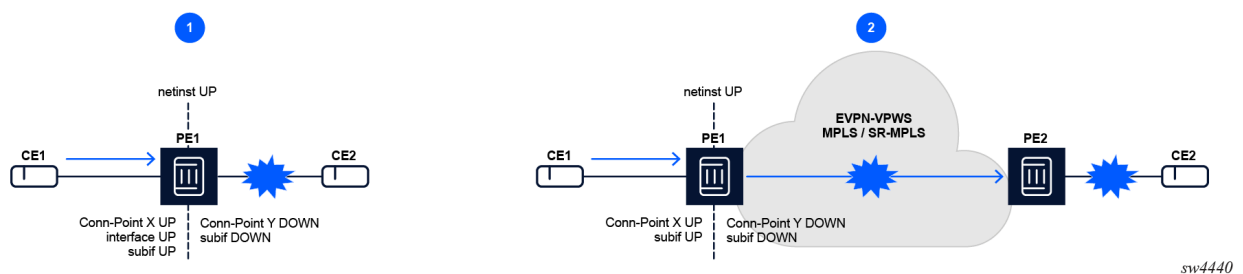 1
netinst UP
PE1
CE1
CE2
Conn-Point X UP
interface UP
subif UP
Conn-Point Y DOWN
subif DOWN
2
netinst UP
EVPN-VPWS
MPLS / SR-MPLS
PE1
PE2
CE1
CE2
Conn-Point X UP
subif UP
Conn-Point Y DOWN
subif DOWN
sw4440